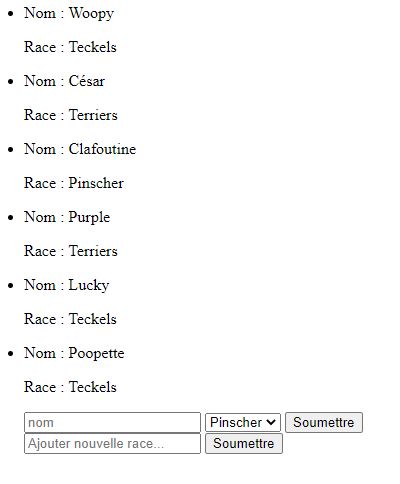 Nom : Woopy
Race : Teckels
Nom : César
Race : Terriers
Nom : Clafoutine
Race : Pinscher
Nom : Purple
Race : Terriers
Nom : Lucky
Race : Teckels
Nom : Poopette
Race : Teckels
nom Pinscher Soumettre
Ajouter nouvelle race... Soumettre